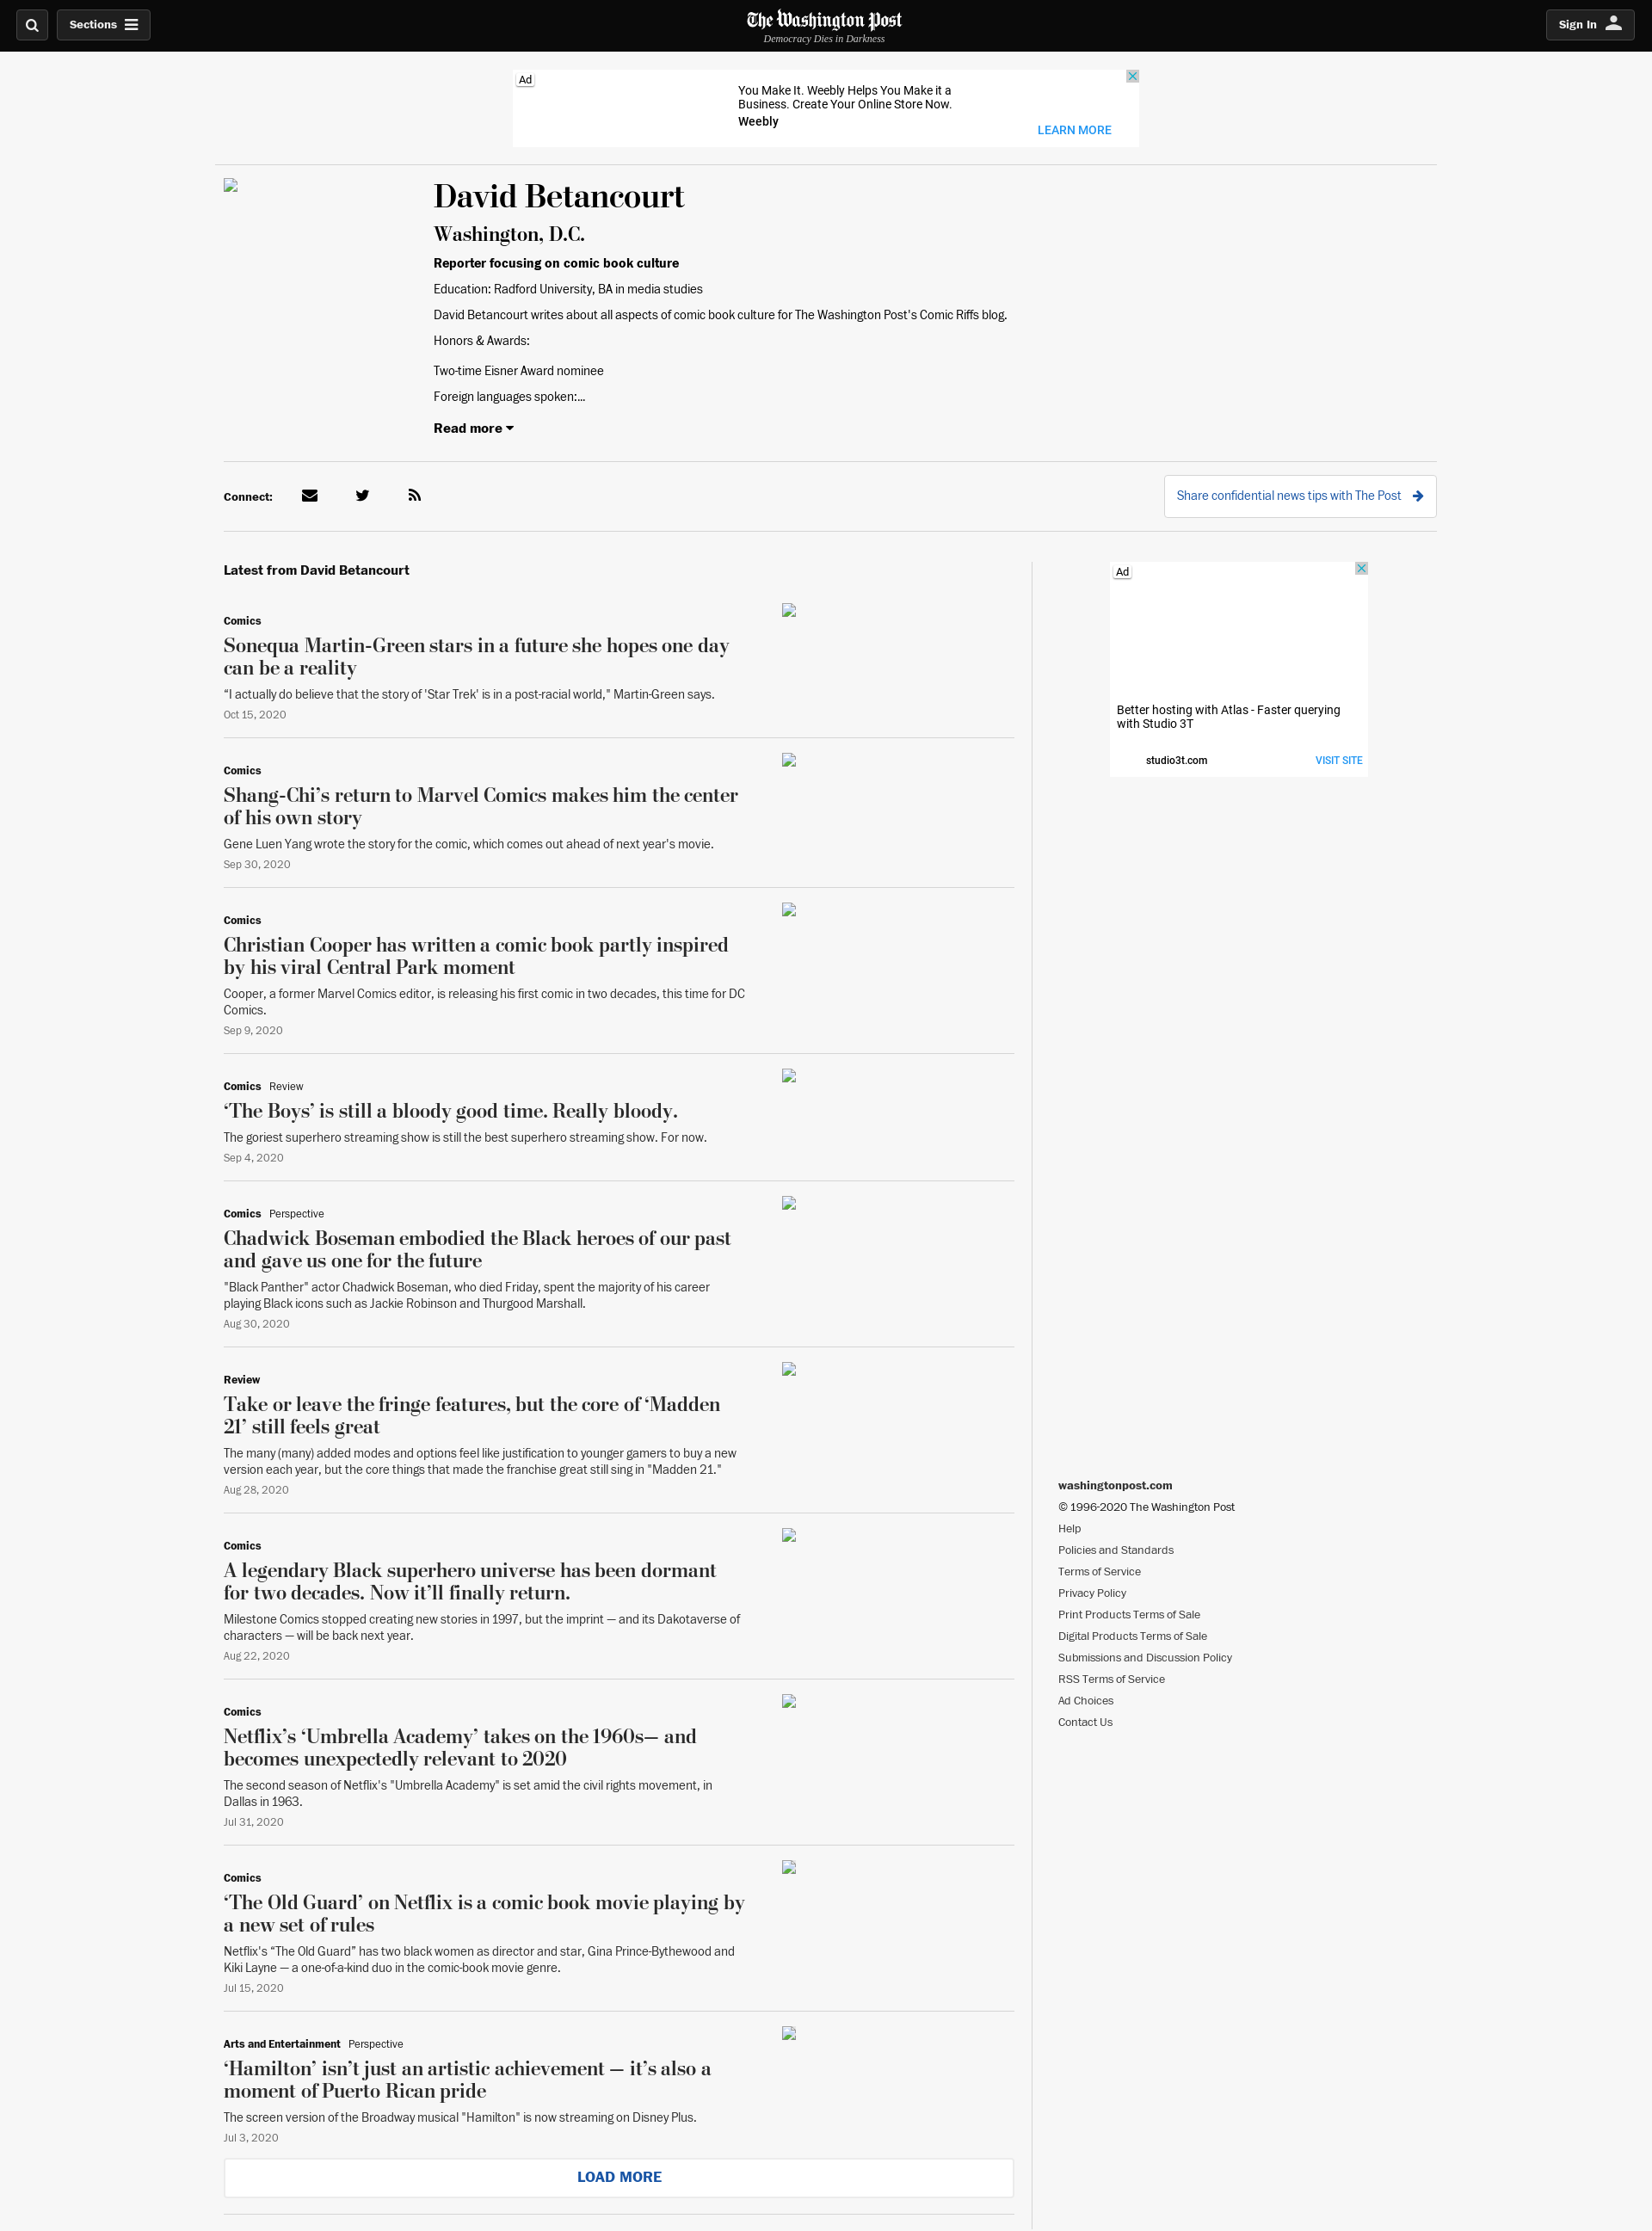 Sections
The Washington Post
Democracy Dies in Darkness
Sign In
Ad
You Make It. Weebly Helps You Make it a
Business. Create Your Online Store Now.
Weebly
LEARN MORE
David Betancourt
Washington, D.C.
Reporter focusing on comic book culture
Education: Radford University, BA in media studies
David Betancourt writes about all aspects of comic book culture for The Washington Post's Comic Riffs blog.
Honors & Awards:
Two-time Eisner Award nominee
Foreign languages spoken:...
Read more
Connect:
Share confidential news tips with The Post
Latest from David Betancourt
Comics
Sonequa Martin-Green stars in a future she hopes one day
can be a reality
“I actually do believe that the story of 'Star Trek' is in a post-racial world," Martin-Green says.
Oct 15, 2020
Comics
Shang-Chi’s return to Marvel Comics makes him the center
of his own story
Gene Luen Yang wrote the story for the comic, which comes out ahead of next year's movie.
Sep 30, 2020
Comics
Christian Cooper has written a comic book partly inspired
by his viral Central Park moment
Cooper, a former Marvel Comics editor, is releasing his first comic in two decades, this time for DC
Comics.
Sep 9, 2020
Comics Review
‘The Boys’ is still a bloody good time. Really bloody.
The goriest superhero streaming show is still the best superhero streaming show. For now.
Sep 4, 2020
Comics Perspective
Chadwick Boseman embodied the Black heroes of our past
and gave us one for the future
"Black Panther" actor Chadwick Boseman, who died Friday, spent the majority of his career
playing Black icons such as Jackie Robinson and Thurgood Marshall.
Aug 30, 2020
Review
Take or leave the fringe features, but the core of ‘Madden
21’ still feels great
The many (many) added modes and options feel like justification to younger gamers to buy a new
version each year, but the core things that made the franchise great still sing in "Madden 21."
Aug 28, 2020
Comics
A legendary Black superhero universe has been dormant
for two decades. Now it’ll finally return.
Milestone Comics stopped creating new stories in 1997, but the imprint — and its Dakotaverse of
characters — will be back next year.
Aug 22, 2020
Comics
Netflix’s ‘Umbrella Academy’ takes on the 1960s— and
becomes unexpectedly relevant to 2020
The second season of Netflix's "Umbrella Academy" is set amid the civil rights movement, in
Dallas in 1963.
Jul 31, 2020
Comics
‘The Old Guard’ on Netflix is a comic book movie playing by
a new set of rules
Netflix's “The Old Guard” has two black women as director and star, Gina Prince-Bythewood and
Kiki Layne — a one-of-a-kind duo in the comic-book movie genre.
Jul 15, 2020
Arts and Entertainment Perspective
‘Hamilton’ isn’t just an artistic achievement — it’s also a
moment of Puerto Rican pride
The screen version of the Broadway musical "Hamilton" is now streaming on Disney Plus.
Jul 3, 2020
LOAD MORE
Ad
Better hosting with Atlas - Faster querying
with Studio 3T
studio3t.com
VISIT SITE
washingtonpost.com
© 1996-2020 The Washington Post
Help
Policies and Standards
Terms of Service
Privacy Policy
Print Products Terms of Sale
Digital Products Terms of Sale
Submissions and Discussion Policy
RSS Terms of Service
Ad Choices
Contact Us